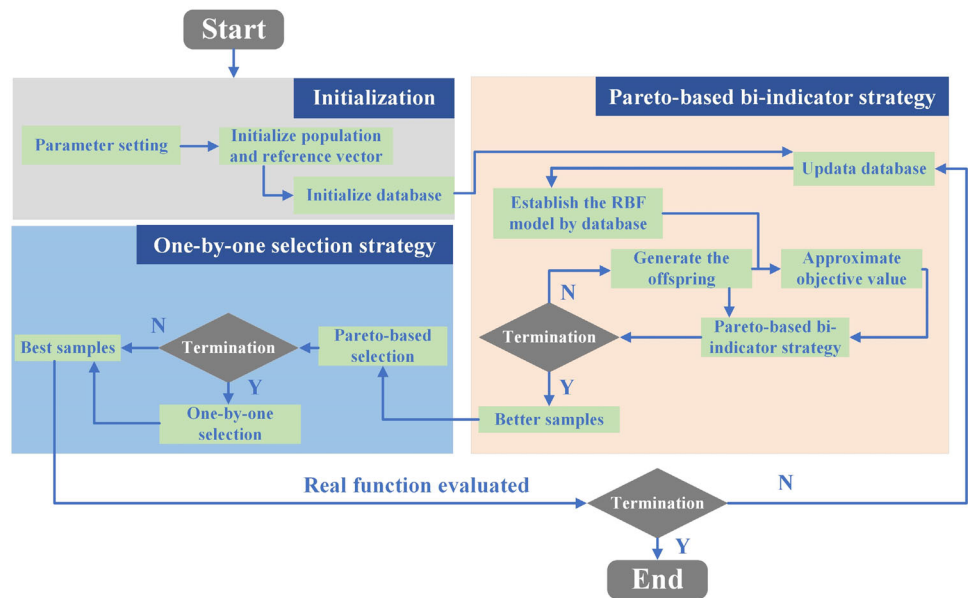 Start
Initialization
Parameter setting
Initialize population
and reference vector
Initialize database
Pareto-based bi-indicator strategy
Updata database
Establish the RBF
model by database
Generate the
offspring
Approximate
objective value
N
Termination
Pareto-based bi-
indicator strategy
Y
Better samples
One-by-one selection strategy
N
Best samples
Termination
Pareto-based
selection
Y
One-by-one
selection
Real function evaluated
Termination
N
Y
End